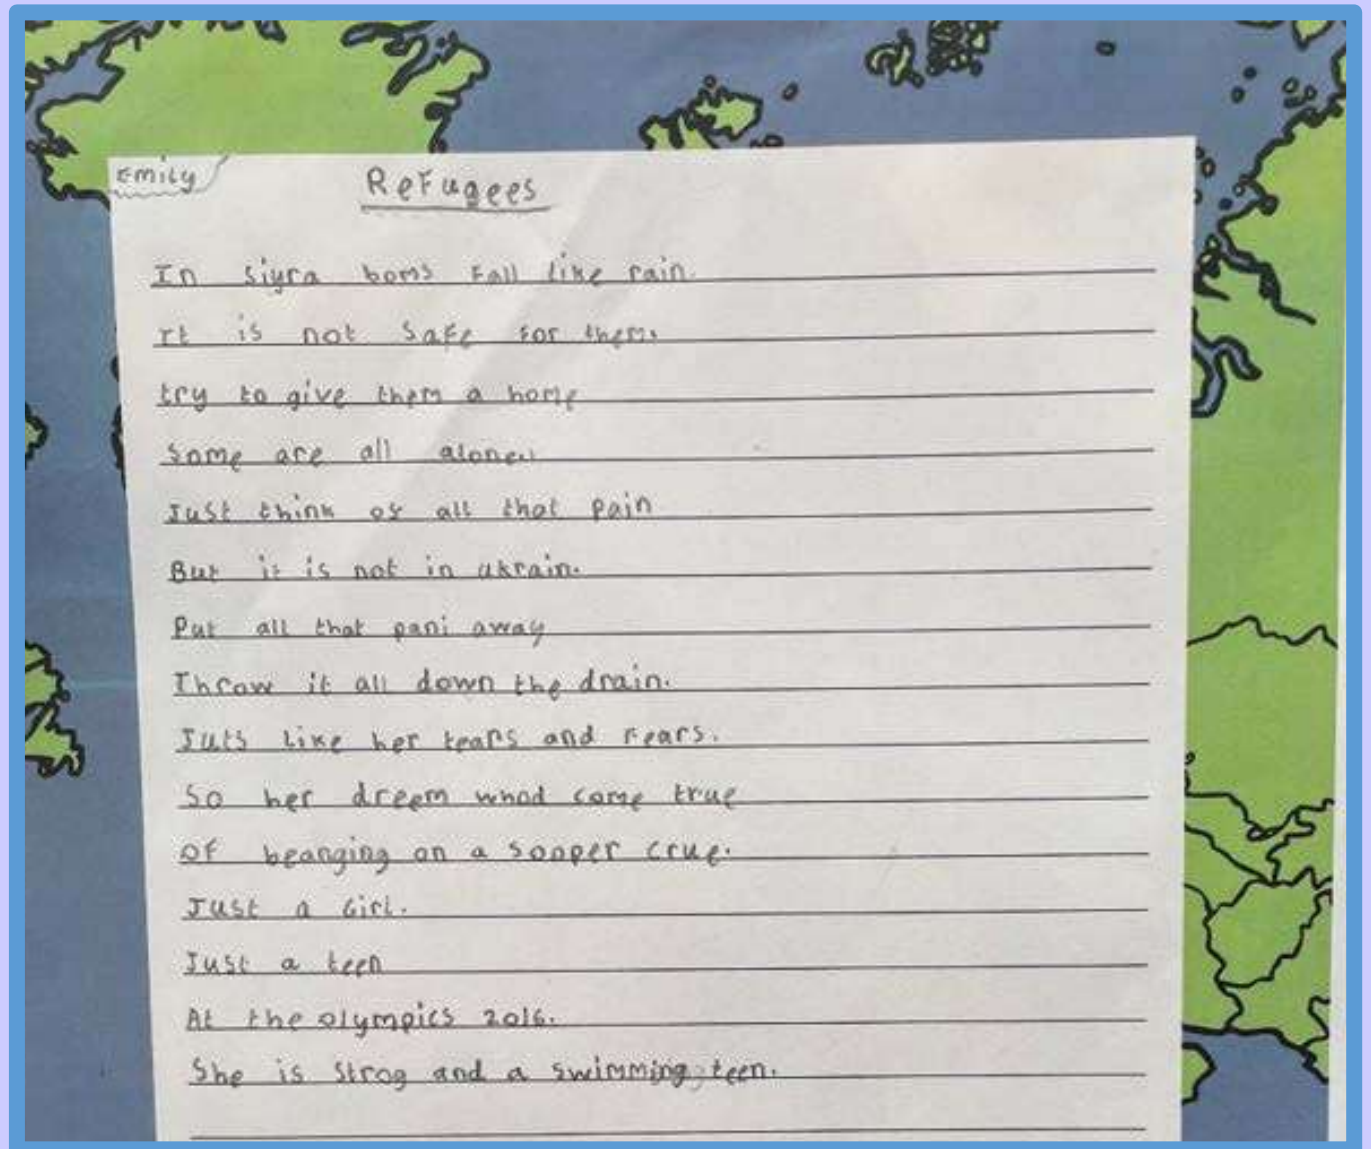 Emily
Refugees
In Siyra boms Fall like rain.
It is not Safe For them.
try to give them a home
Some are all alone.
Just think of all that pain
But it is not in ukrain.
Put all that pani away
Throw it all down the drain.
Juts like her tears and Fears.
So her dreem whod come true
OF beanging on a sooper crue.
Just a Girl.
Just a teen
At the olympics 2016.
She is Strog and a swimming teen.